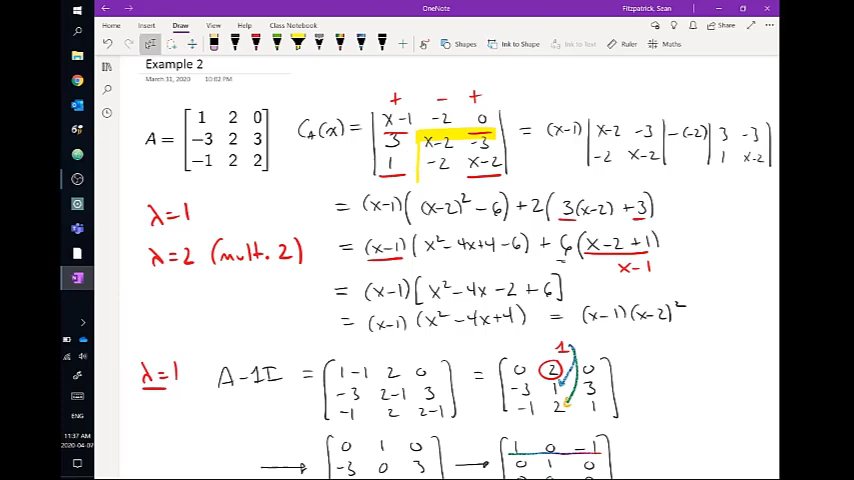 OneNote
Fitzpatrick, Sean
Home Insert Draw View Help Class Notebook
Share
Shapes Ink to Shape Ink to Text Ruler Maths
Example 2
March 31, 2020 10:02 PM
+ − +
A = [1 2 0; −3 2 3; −1 2 2] C_A(x) = |x−1 −2 0; 3 x−2 −3; 1 −2 x−2| = (x−1) |x−2 −3; −2 x−2| −(−2) |3 −3; 1 x−2|
λ=1 = (x−1)((x−2)² − 6) + 2(3(x−2) + 3)
λ=2 (mult. 2) = (x−1)(x² − 4x + 4 − 6) + 6(x − 2 + 1)
x−1
= (x−1)[x² − 4x − 2 + 6]
= (x−1)(x² − 4x + 4) = (x−1)(x−2)²
1
λ=1 A − 1I = [1−1 2 0; −3 2−1 3; −1 2 2−1] = [0 2 0; −3 1 3; −1 2 1]
→ [0 1 0; −3 0 3 → [1 0 −1; 0 1 0
11:37 AM
2020-04-07